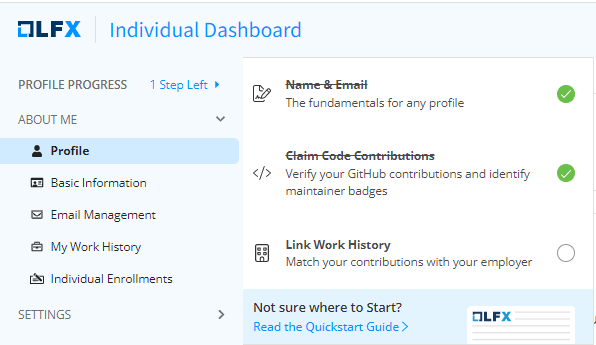 LFX Individual Dashboard
PROFILE PROGRESS 1 Step Left
ABOUT ME
Profile
Basic Information
Email Management
My Work History
Individual Enrollments
SETTINGS
Name & Email
The fundamentals for any profile
Claim Code Contributions
Verify your GitHub contributions and identify
maintainer badges
Link Work History
Match your contributions with your employer
Not sure where to Start?
Read the Quickstart Guide
LFX